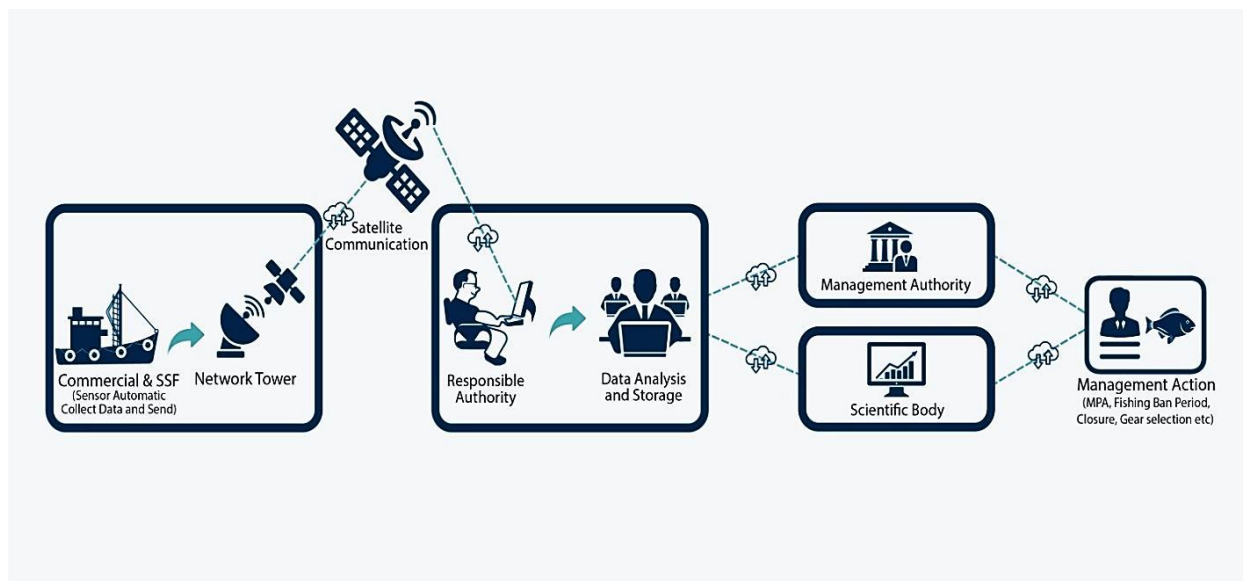 Satellite
Communication
Commercial & SSF
(Sensor Automatic
Collect Data and Send)
Network Tower
Responsible
Authority
Data Analysis
and Storage
Management Authority
Scientific Body
Management Action
(MPA, Fishing Ban Period,
Closure, Gear selection etc)